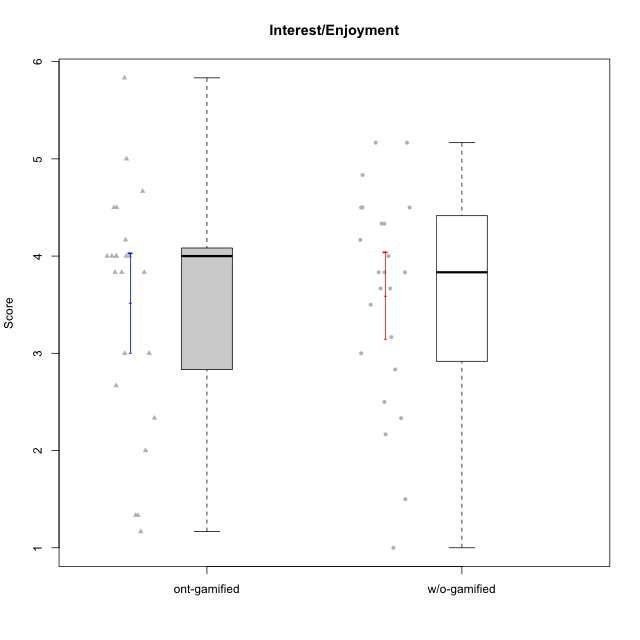 Interest/Enjoyment
Score
6
5
4
3
2
1
ont-gamified
w/o-gamified